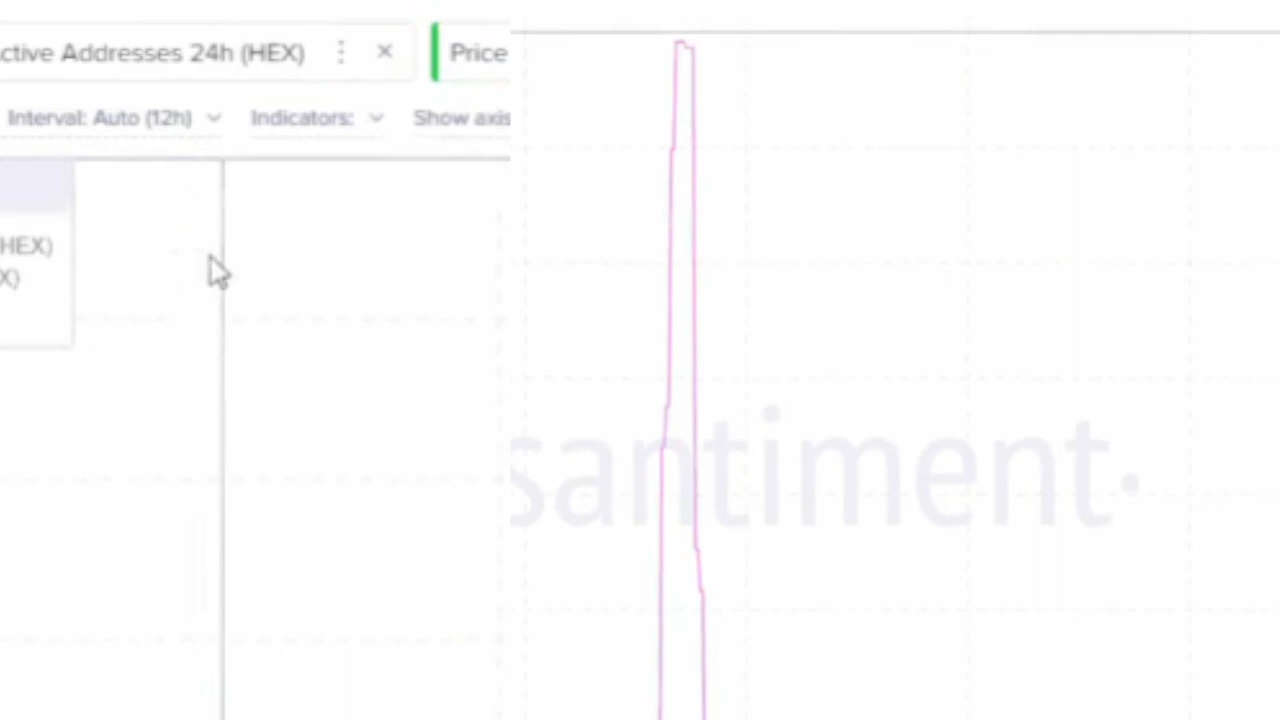 ctive Addresses 24h (HEX)
Price
Interval: Auto (12h)
Indicators:
Show axis
HEX)
X)
santiment.